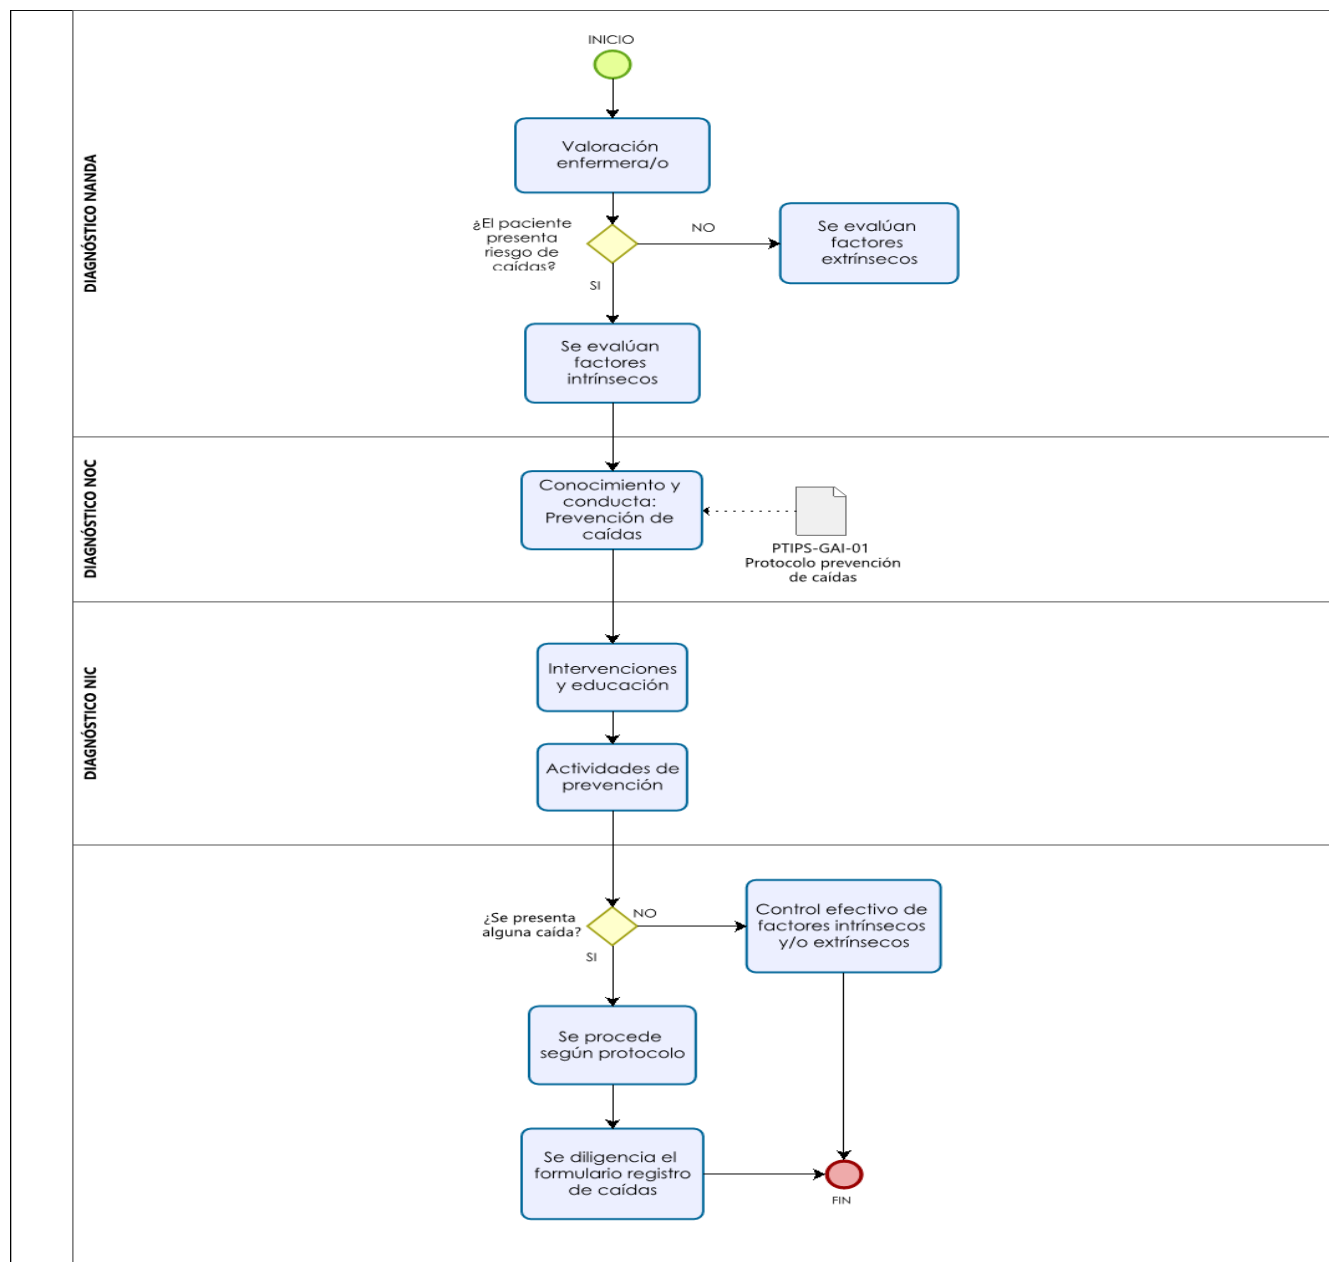 INICIO
DIAGNÓSTICO NANDA
Valoración
enfermera/o
¿El paciente
presenta
riesgo de
caídas?
NO
Se evalúan
factores
extrínsecos
SI
Se evalúan
factores
intrínsecos
DIAGNÓSTICO NOC
Conocimiento y
conducta:
Prevención de
caídas
PTIPS-GAI-01
Protocolo prevención
de caídas
DIAGNÓSTICO NIC
Intervenciones
y educación
Actividades de
prevención
¿Se presenta
alguna caída?
NO
Control efectivo de
factores intrínsecos
y/o extrínsecos
SI
Se procede
según protocolo
Se diligencia el
formulario registro
de caídas
FIN